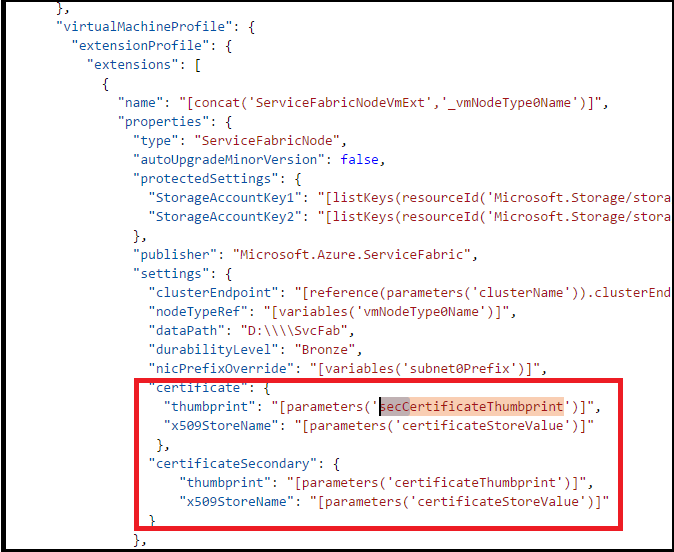 },
"virtualMachineProfile": {
"extensionProfile": {
"extensions": [
{
"name": "[concat('ServiceFabricNodeVmExt','_vmNodeType0Name')]",
"properties": {
"type": "ServiceFabricNode",
"autoUpgradeMinorVersion": false,
"protectedSettings": {
"StorageAccountKey1": "[listKeys(resourceId('Microsoft.Storage/stora
"StorageAccountKey2": "[listKeys(resourceId('Microsoft.Storage/stora
},
"publisher": "Microsoft.Azure.ServiceFabric",
"settings": {
"clusterEndpoint": "[reference(parameters('clusterName')).clusterEnd
"nodeTypeRef": "[variables('vmNodeType0Name')]",
"dataPath": "D:\\\\SvcFab",
"durabilityLevel": "Bronze",
"nicPrefixOverride": "[variables('subnet0Prefix')]",
"certificate": {
"thumbprint": "[parameters('secCertificateThumbprint')]",
"x509StoreName": "[parameters('certificateStoreValue')]"
},
"certificateSecondary": {
"thumbprint": "[parameters('certificateThumbprint')]",
"x509StoreName": "[parameters('certificateStoreValue')]"
}
},